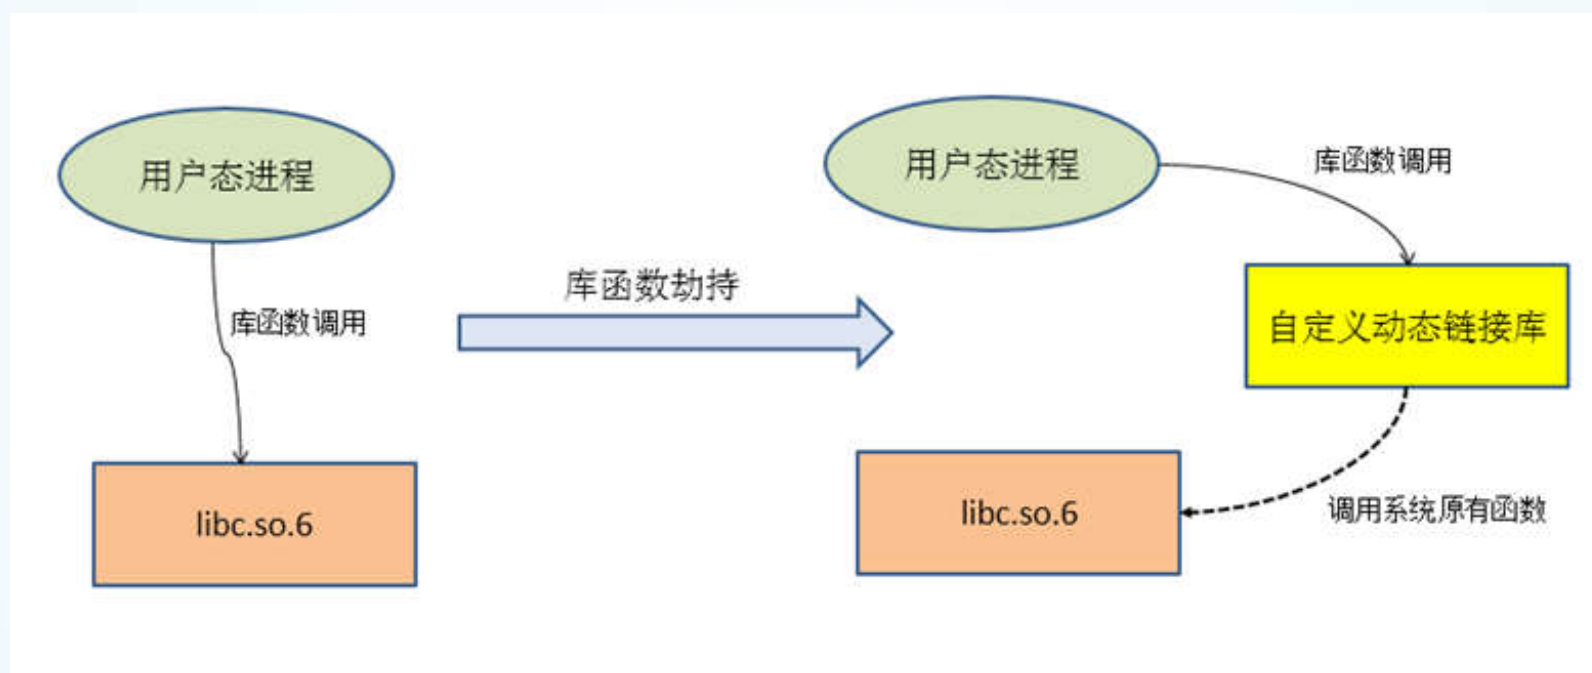 用户态进程
库函数调用
libc.so.6
库函数劫持
用户态进程
库函数调用
自定义动态链接库
调用系统原有函数
libc.so.6